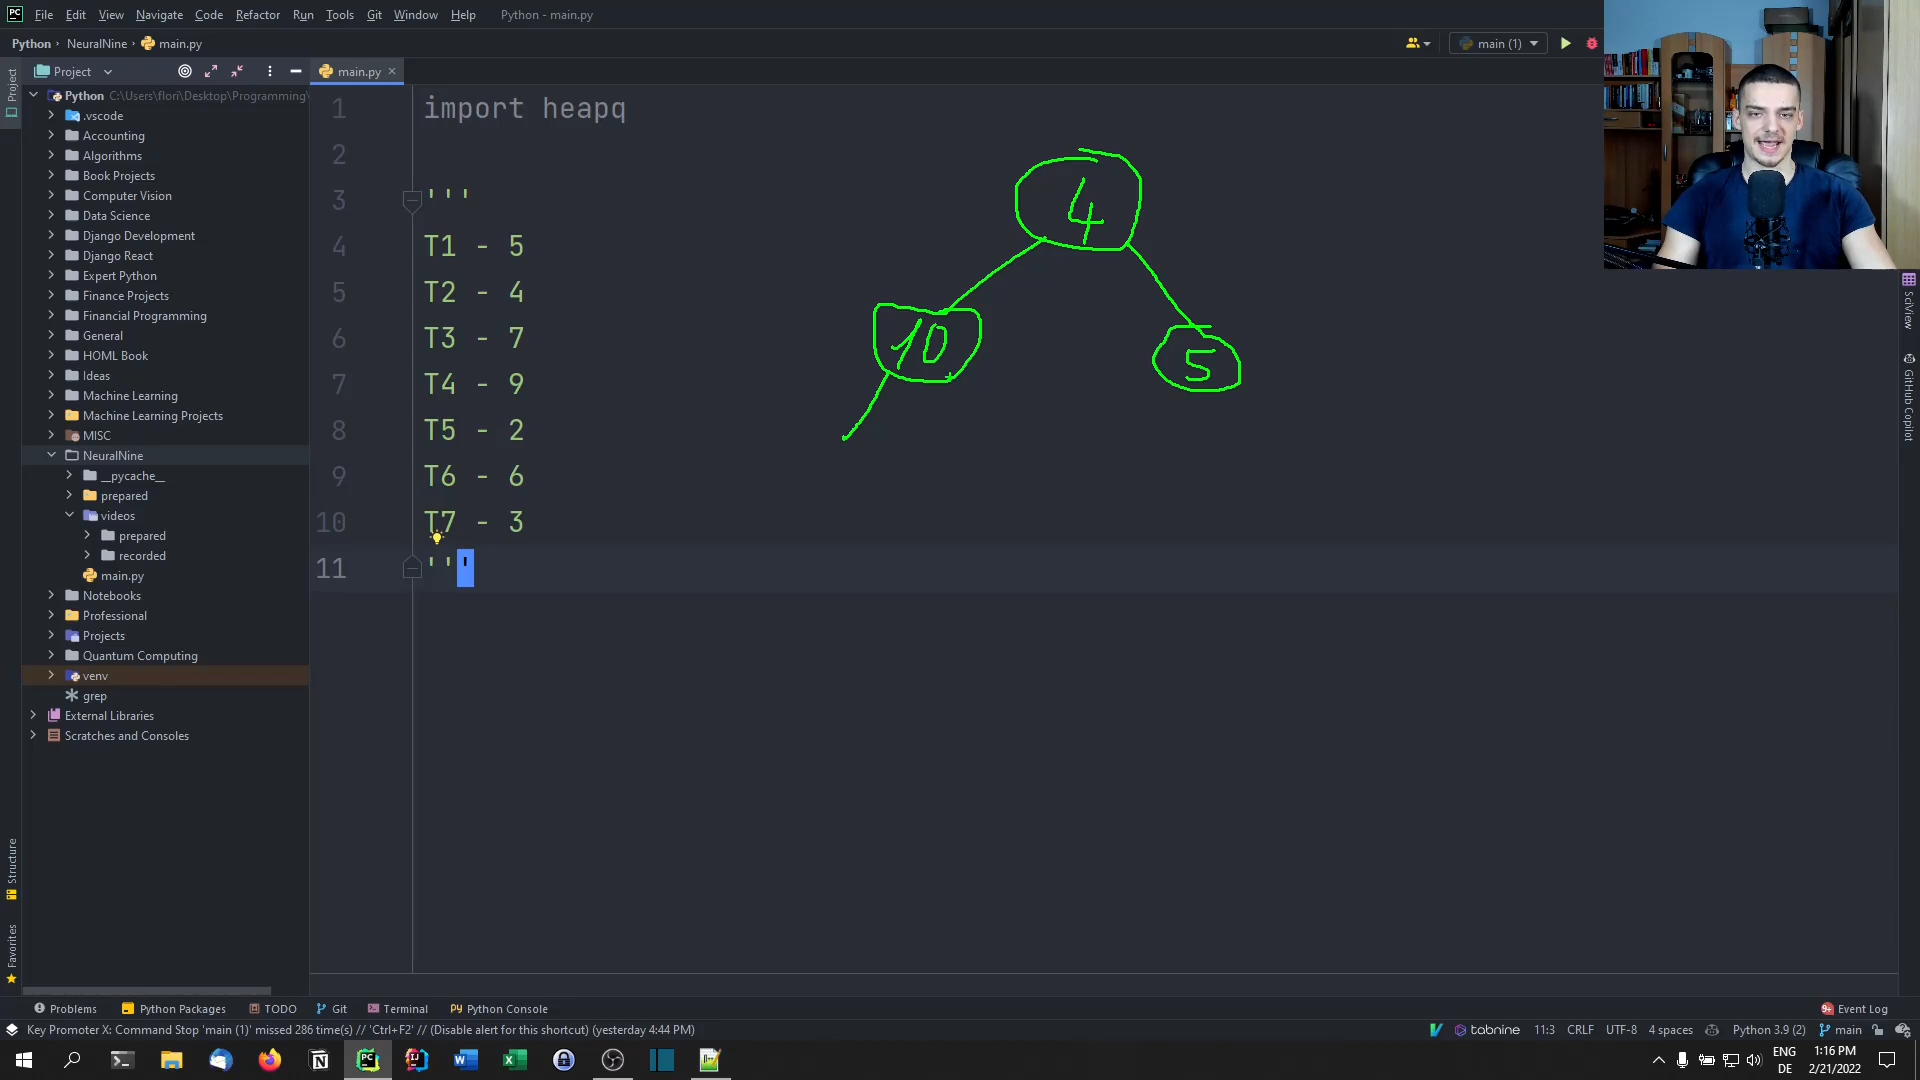 File Edit View Navigate Code Refactor Run Tools Git Window Help Python - main.py
Python NeuralNine main.py main (1)
Project main.py
Project
Python C:\Users\flori\Desktop\Programming\
.vscode
Accounting
Algorithms
Book Projects
Computer Vision
Data Science
Django Development
Django React
Expert Python
Finance Projects
Financial Programming
General
HOML Book
Ideas
Machine Learning
Machine Learning Projects
MISC
NeuralNine
__pycache__
prepared
videos
prepared
recorded
main.py
Notebooks
Professional
Projects
Quantum Computing
venv
grep
External Libraries
Scratches and Consoles
Structure
Favorites
1 import heapq
2
3 '''
4 T1 - 5
5 T2 - 4
6 T3 - 7
7 T4 - 9
8 T5 - 2
9 T6 - 6
10 T7 - 3
11 '''
4
10 5
SciView
GitHub Copilot
Problems Python Packages TODO Git Terminal Python Console Event Log
Key Promoter X: Command Stop 'main (1)' missed 286 time(s) // 'Ctrl+F2' // (Disable alert for this shortcut) (yesterday 4:44 PM) tabnine 11:3 CRLF UTF-8 4 spaces Python 3.9 (2) main
ENG 1:16 PM
DE 2/21/2022